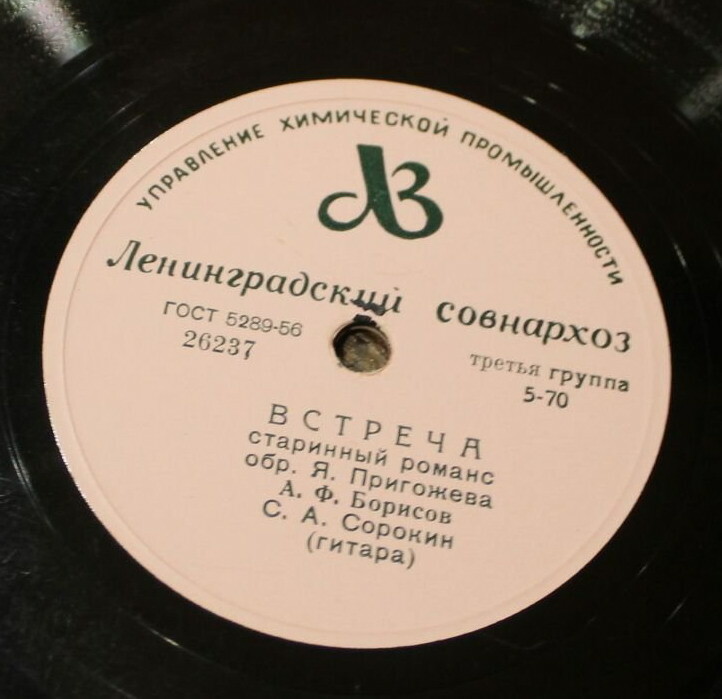 УПРАВЛЕНИЕ ХИМИЧЕСКОЙ ПРОМЫШЛЕННОСТИ
ЛЗ
Ленинградский совнархоз
ГОСТ 5289-56
26237
третья группа
5-70
ВСТРЕЧА
старинный романс
обр. Я. Пригожева
А. Ф. Борисов
С. А. Сорокин
(гитара)